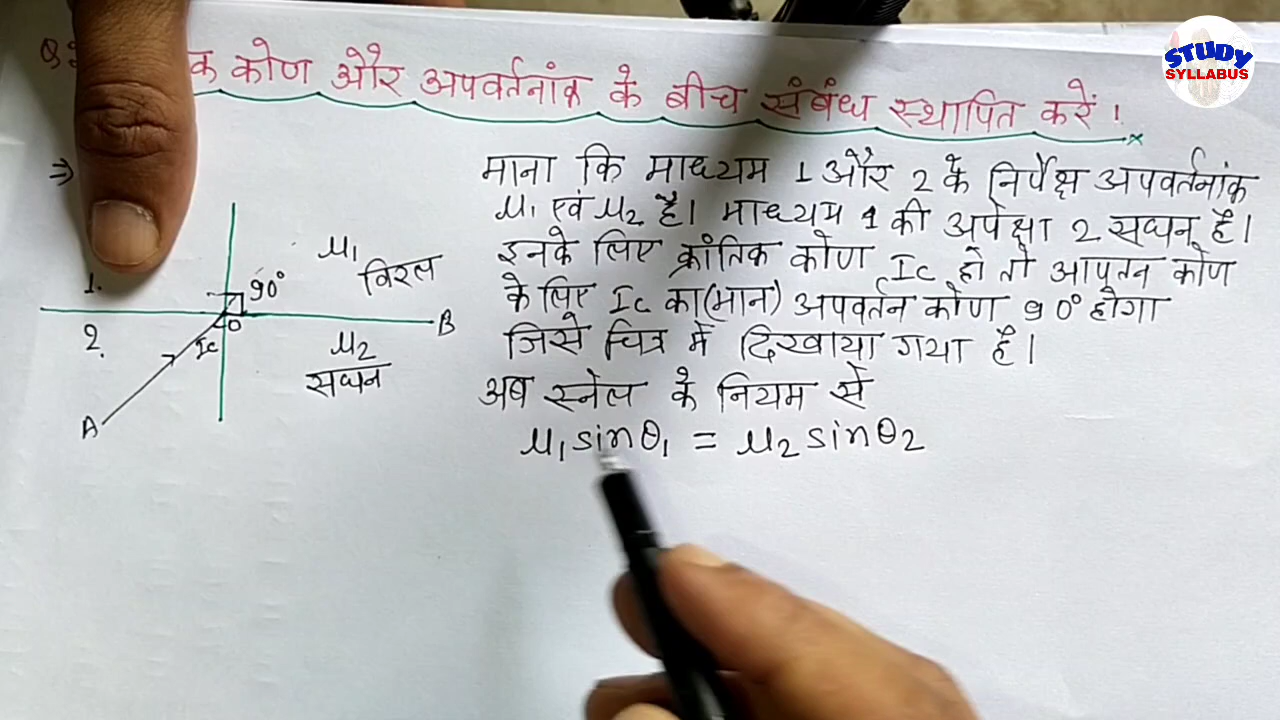 कोण और अपवर्तनांक के बीच संबंध स्थापित करें।
STUDY
SYLLABUS
⇒ माना कि माध्यम 1 और 2 के निर्पेक्ष अपवर्तनांक
μ1 एवं μ2 है। माध्यम 1 की अपेक्षा 2 सघन है।
इनके लिए क्रांतिक कोण Ic हो तो आपतन कोण
के लिए Ic का (मान) अपवर्तन कोण 90° होगा
जिसे चित्र में दिखाया गया है।
अब स्नेल के नियम से
μ1 sinθ1 = μ2 sinθ2
μ1
विरल
90°
1.
O
B
2.
Ic
μ2
सघन
A